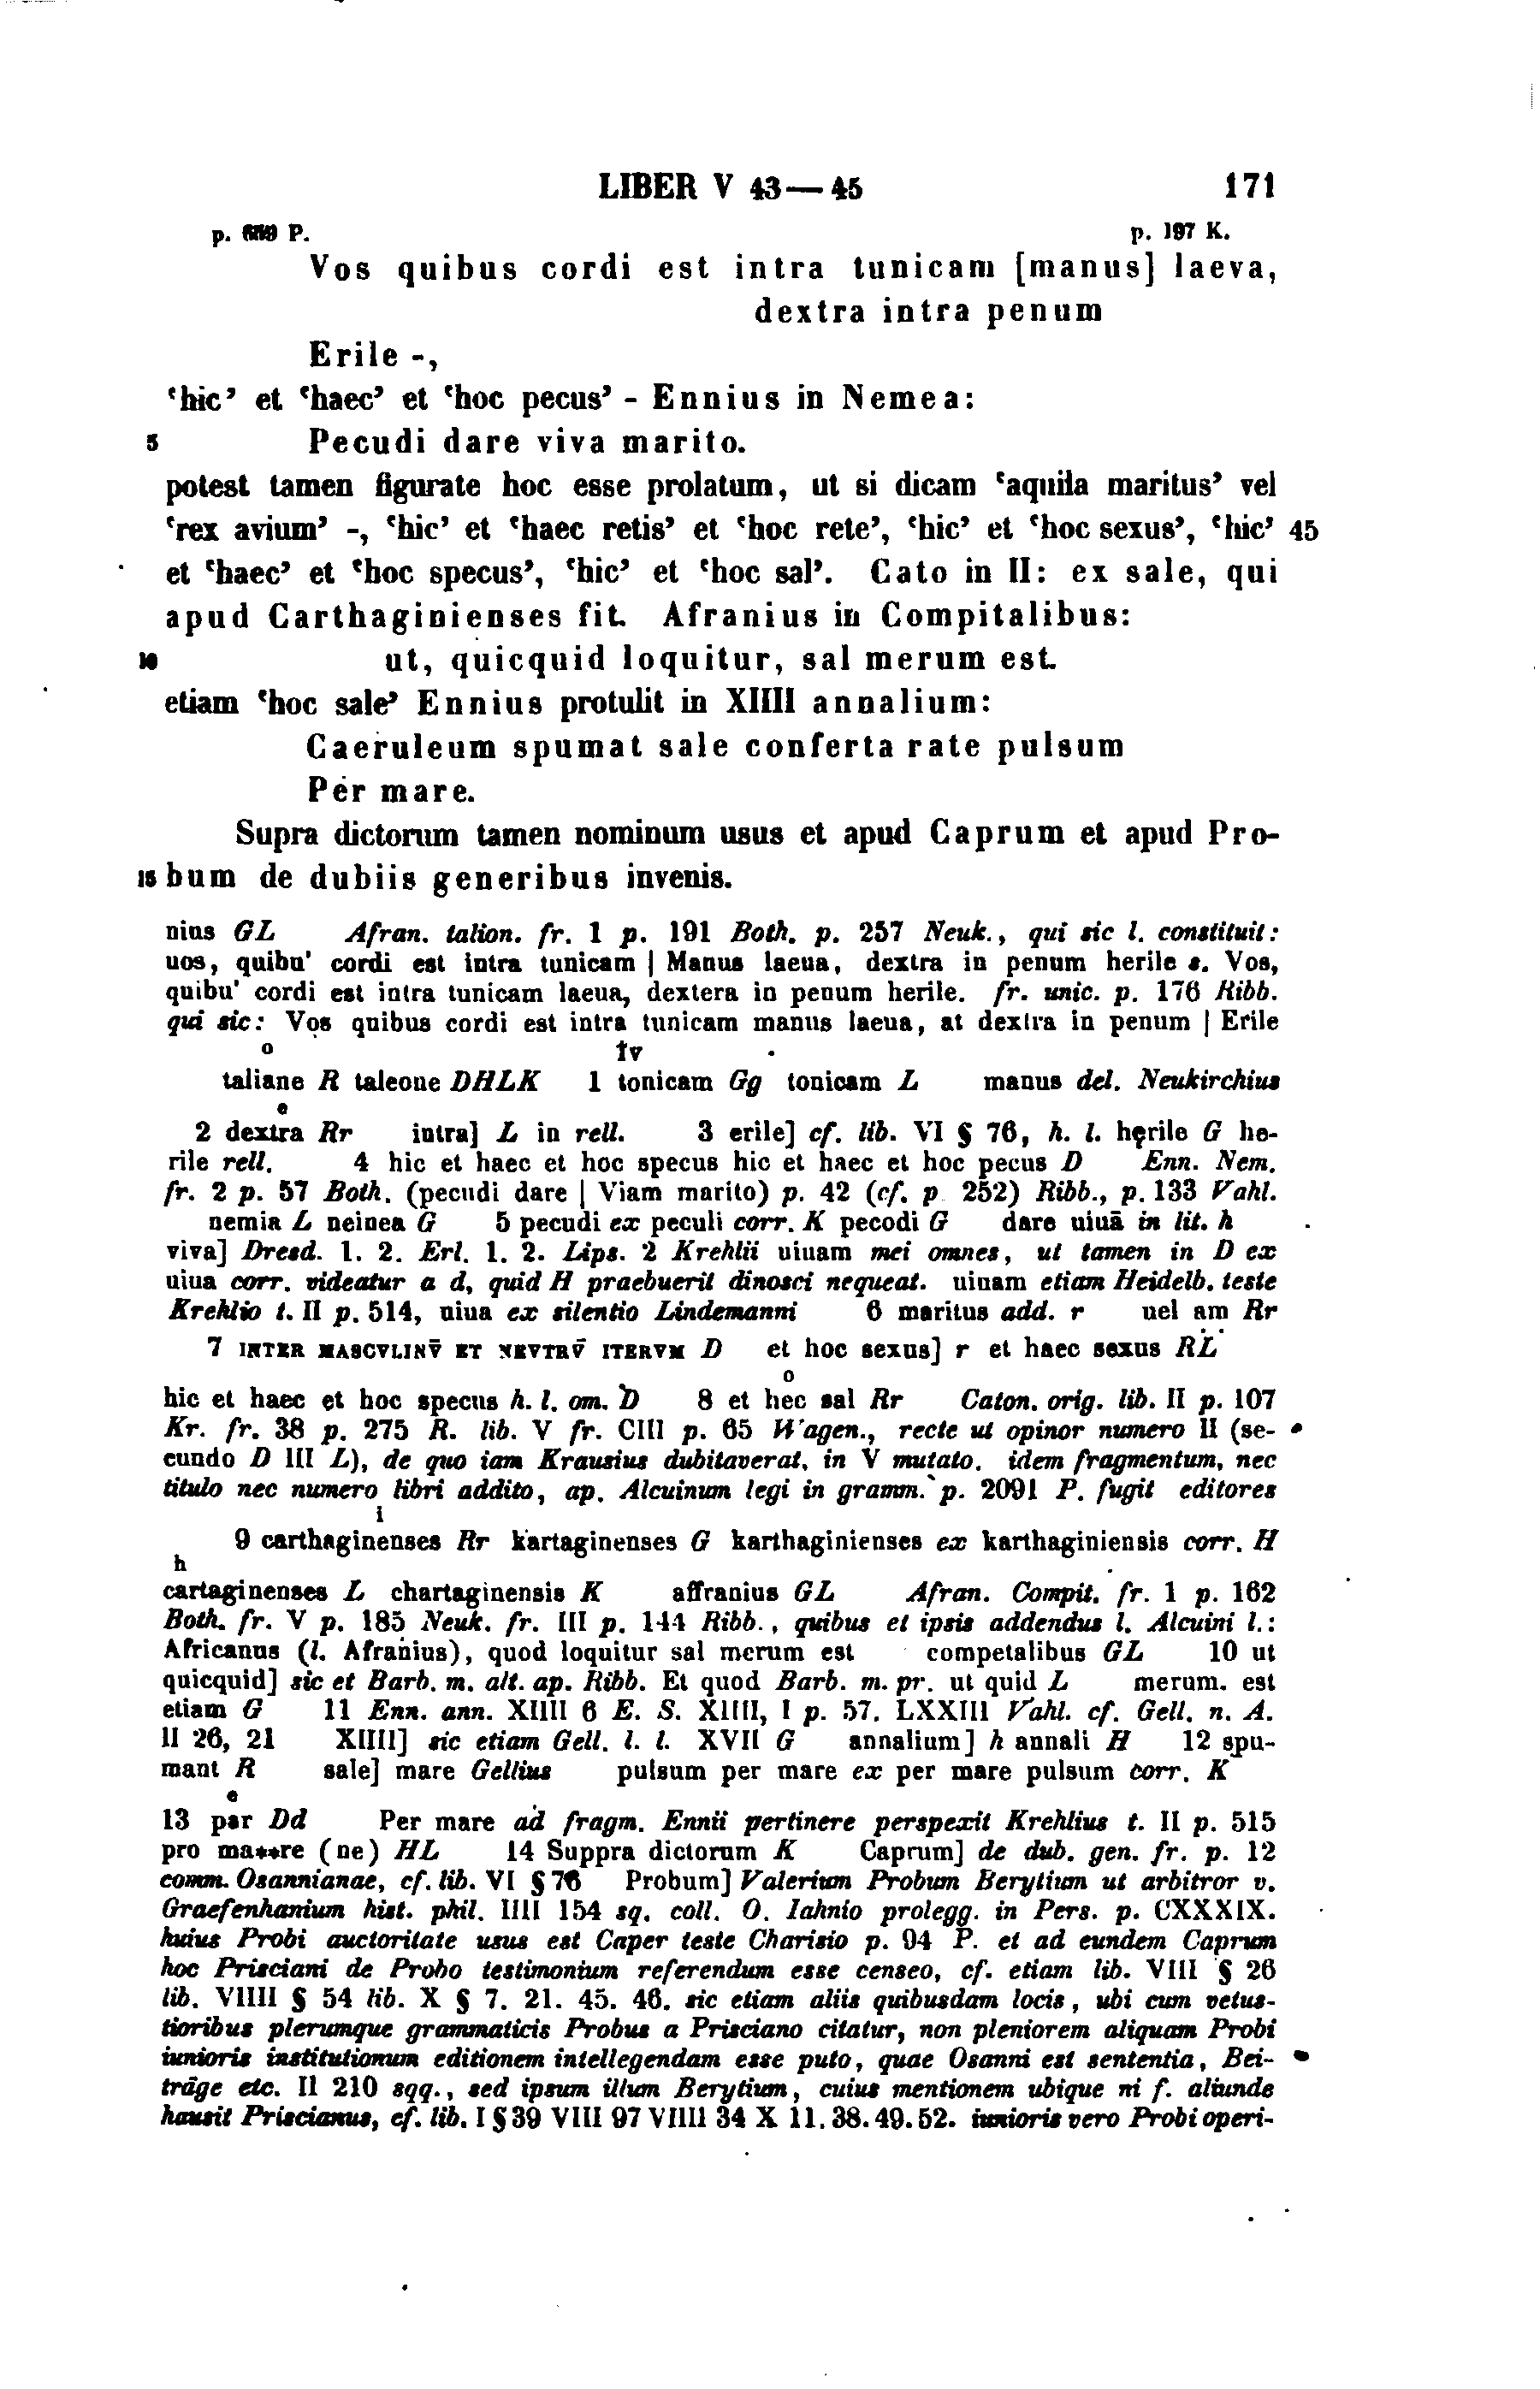 LIBER V 43—45 171
p. 659 P. p. 197 K.
Vos quibus cordi est intra tunicam [manus] laeva,
dextra intra penum
Erile -,
‘hic’ et ‘haec’ et ‘hoc pecus’ - Ennius in Nemea:
5 Pecudi dare viva marito.
potest tamen figurate hoc esse prolatum, ut si dicam ‘aquila maritus’ vel
‘rex avium’ -, ‘hic’ et ‘haec retis’ et ‘hoc rete’, ‘hic’ et ‘hoc sexus’, ‘hic’ 45
et ‘haec’ et ‘hoc specus’, ‘hic’ et ‘hoc sal’. Cato in II: ex sale, qui
apud Carthaginienses fit. Afranius in Compitalibus:
10 ut, quicquid loquitur, sal merum est.
etiam ‘hoc sale’ Ennius protulit in XIIII annalium:
Caeruleum spumat sale conferta rate pulsum
Per mare.
Supra dictorum tamen nominum usus et apud Caprum et apud Pro-
15 bum de dubiis generibus invenis.
nius GL Afran. talion. fr. 1 p. 191 Both. p. 257 Neuk., qui sic l. constituit:
uos, quibu' cordi est intra tunicam | Manus laeua, dextra in penum herile s. Vos,
quibu' cordi est intra tunicam laeua, dextera in penum herile. fr. unic. p. 176 Ribb.
qui sic: Vos quibus cordi est intra tunicam manus laeua, at dextra in penum | Erile
o †v
taliane R taleone DHLK 1 tonicam Gg tonicam L manus del. Neukirchius
e
2 dextra Rr intra] L in rell. 3 erile] cf. lib. VI § 76, h. l. hęrile G he-
rile rell. 4 hic et haec et hoc specus hic et haec et hoc pecus D Enn. Nem.
fr. 2 p. 57 Both. (pecudi dare | Viam marito) p. 42 (cf. p 252) Ribb., p. 133 Vahl.
nemia L neinea G 5 pecudi ex peculi corr. K pecodi G dare uiuā in lit. h
viva] Dresd. 1. 2. Erl. 1. 2. Lips. 2 Krehlii uiuam mei omnes, ut tamen in D ex
uiua corr. videatur a d, quid H praebuerit dinosci nequeat. uiuam etiam Heidelb. teste
Krehlio t. II p. 514, uiua ex silentio Lindemanni 6 maritus add. r uel am Rr
7 INTER MASCVLINV̄ ET NEVTRV̄ ITERVM D et hoc sexus] r et haec sexus RL
o
hic et haec et hoc specus h. l. om. D 8 et hec sal Rr Caton. orig. lib. II p. 107
Kr. fr. 38 p. 275 R. lib. V fr. CIII p. 65 Wagen., recte ut opinor numero II (se-
cundo D III L), de quo iam Krausius dubitaverat, in V mutato. idem fragmentum, nec
titulo nec numero libri addito, ap. Alcuinum legi in gramm. p. 2091 P. fugit editores
i
9 carthaginenses Rr kartaginenses G karthaginienses ex karthaginiensis corr. H
h
cartaginenses L chartaginensis K affranius GL Afran. Compit. fr. 1 p. 162
Both. fr. V p. 185 Neuk. fr. III p. 144 Ribb., quibus et ipsis addendus l. Alcuini l.:
Africanus (l. Afranius), quod loquitur sal merum est competalibus GL 10 ut
quicquid] sic et Barb. m. alt. ap. Ribb. Et quod Barb. m. pr. ut quid L merum. est
etiam G 11 Enn. ann. XIIII 6 E. S. XIIII, I p. 57. LXXIII Vahl. cf. Gell. n. A.
II 26, 21 XIIII] sic etiam Gell. l. l. XVII G annalium] h annali H 12 spu-
mant R sale] mare Gellius pulsum per mare ex per mare pulsum corr. K
e
13 par Dd Per mare ad fragm. Ennii pertinere perspexit Krehlius t. II p. 515
pro ma**re (ne) HL 14 Suppra dictorum K Caprum] de dub. gen. fr. p. 12
comm. Osannianae, cf. lib. VI § 76 Probum] Valerium Probum Berytium ut arbitror v.
Graefenhanium hist. phil. IIII 154 sq. coll. O. Iahnio prolegg. in Pers. p. CXXXIX.
huius Probi auctoritate usus est Caper teste Charisio p. 94 P. et ad eundem Caprum
hoc Prisciani de Probo testimonium referendum esse censeo, cf. etiam lib. VIII § 26
lib. VIIII § 54 lib. X § 7. 21. 45. 46. sic etiam aliis quibusdam locis, ubi cum vetus-
tioribus plerumque grammaticis Probus a Prisciano citatur, non pleniorem aliquam Probi
iunioris institutionum editionem intellegendam esse puto, quae Osanni est sententia, Bei-
träge etc. II 210 sqq., sed ipsum illum Berytium, cuius mentionem ubique ni f. aliunde
hausit Priscianus, cf. lib. I § 39 VIII 97 VIIII 34 X 11. 38. 49. 52. iunioris vero Probi operi-